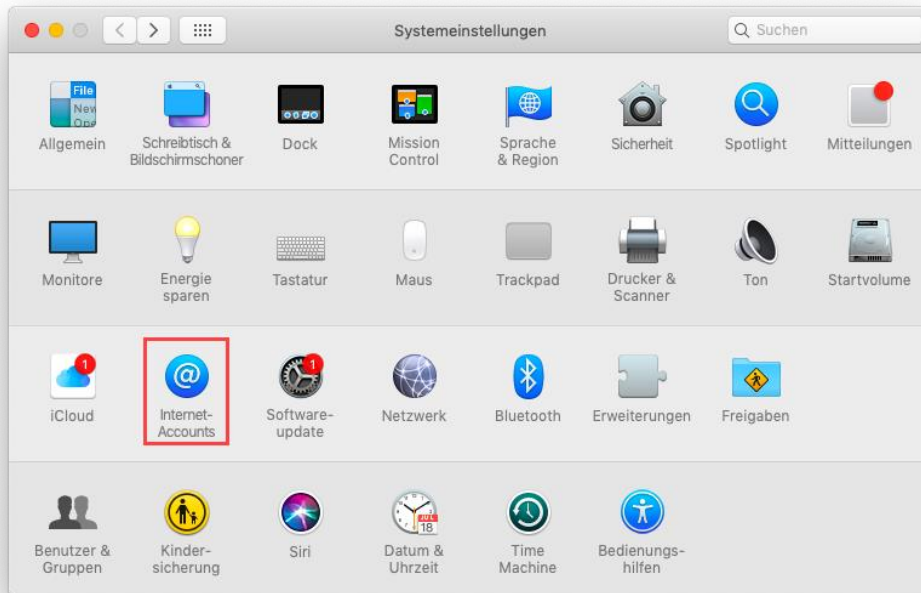 Systemeinstellungen
Suchen
File
New
Ope
Allgemein
Schreibtisch &
Bildschirmschoner
Dock
Mission
Control
Sprache
& Region
Sicherheit
Spotlight
Mitteilungen
Monitore
Energie
sparen
Tastatur
Maus
Trackpad
Drucker &
Scanner
Ton
Startvolume
1
iCloud
@
Internet-
Accounts
1
Software-
update
Netzwerk
Bluetooth
Erweiterungen
Freigaben
Benutzer &
Gruppen
Kinder-
sicherung
Siri
JUL
18
Datum &
Uhrzeit
Time
Machine
Bedienungs-
hilfen